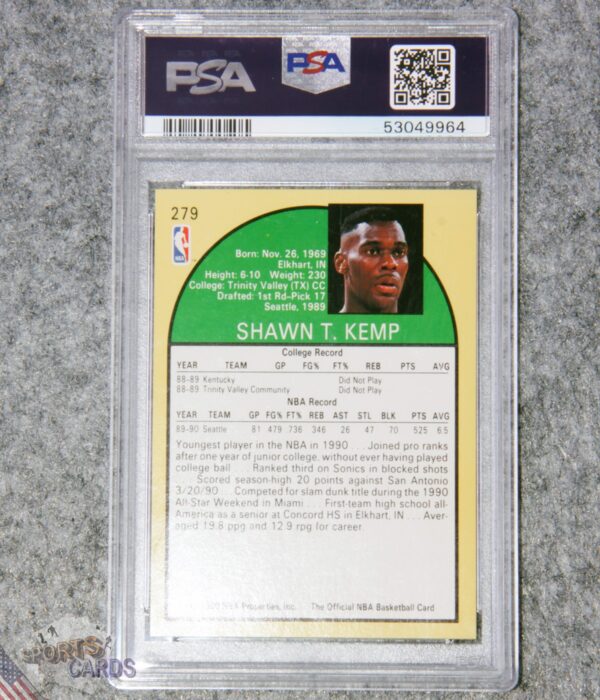 PSA
PSA
53049964
279
NBA
Born: Nov. 26, 1969
Elkhart, IN
Height: 6-10 Weight: 230
College: Trinity Valley (TX) CC
Drafted: 1st Rd-Pick 17
Seattle, 1989
SHAWN T. KEMP
College Record
YEAR TEAM GP FG% FT% REB PTS AVG
88-89 Kentucky Did Not Play
88-89 Trinity Valley Community Did Not Play
NBA Record
YEAR TEAM GP FG% FT% REB AST STL BLK PTS AVG
89-90 Seattle 81 479 736 346 26 47 70 525 6.5
Youngest player in the NBA in 1990 . . . Joined pro ranks
after one year of junior college, without ever having played
college ball . . . Ranked third on Sonics in blocked shots
. . . Scored season-high 20 points against San Antonio
3/20/90 . . . Competed for slam dunk title during the 1990
All-Star Weekend in Miami . . . First-team high school all-
America as a senior at Concord HS in Elkhart, IN . . . Aver-
aged 19.8 ppg and 12.9 rpg for career.
Properties, Inc. The Official NBA Basketball Card
SPORTS
CARDS
PSA